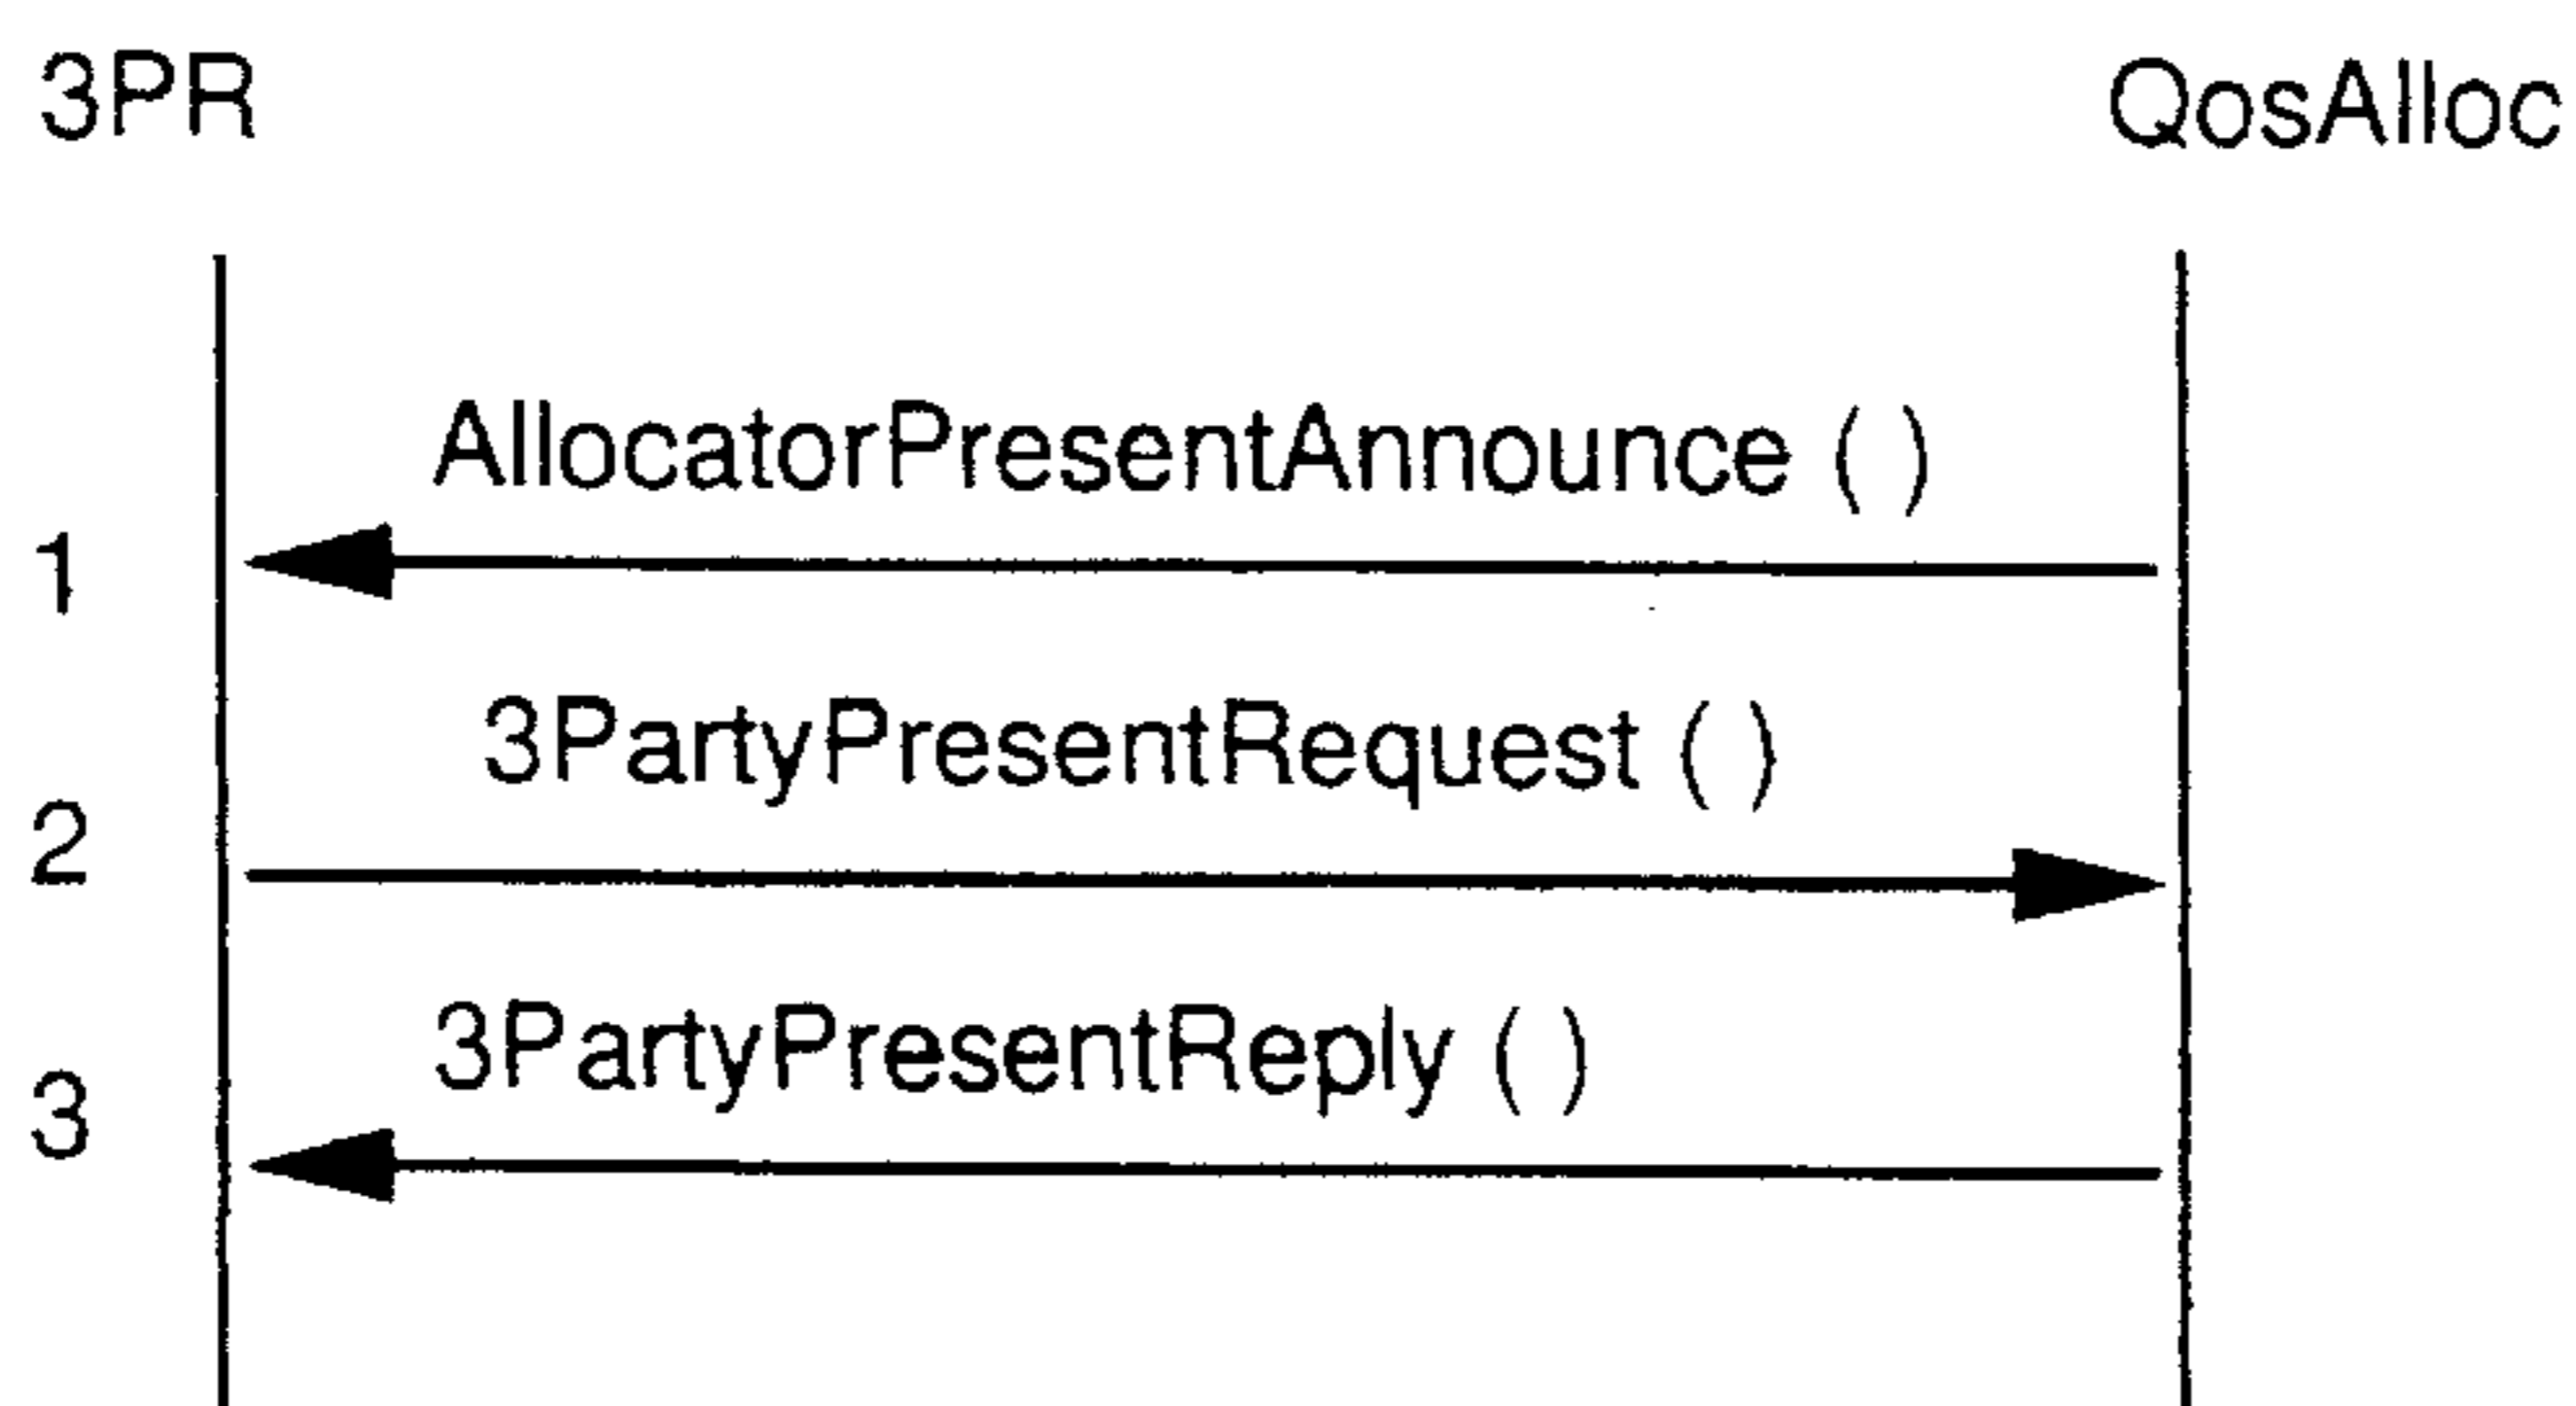 3PR QosAlloc
AllocatorPresentAnnounce ( )
1
3PartyPresentRequest ( )
2
3PartyPresentReply ( )
3